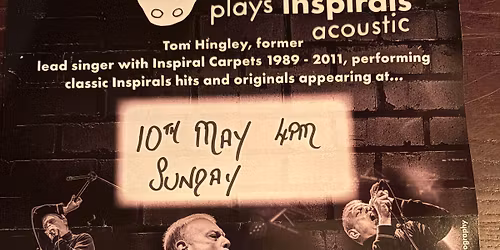 plays Inspirals
acoustic
Tom Hingley, former
lead singer with Inspiral Carpets 1989 - 2011, performing
classic Inspirals hits and originals appearing at...
10TH MAY 4PM
SUNDAY